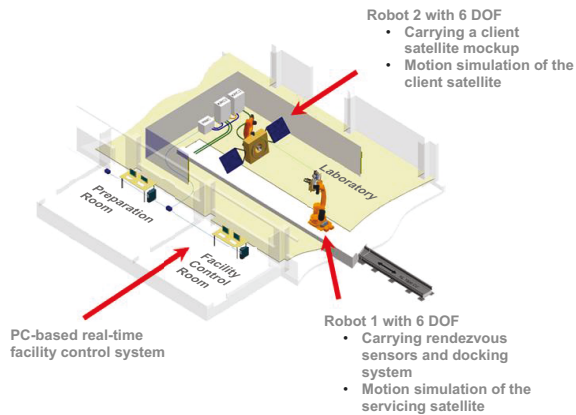 Robot 2 with 6 DOF
• Carrying a client
satellite mockup
• Motion simulation of the
client satellite
Laboratory
Preparation
Room
Facility
Control
Room
PC-based real-time
facility control system
Robot 1 with 6 DOF
• Carrying rendezvous
sensors and docking
system
• Motion simulation of the
servicing satellite